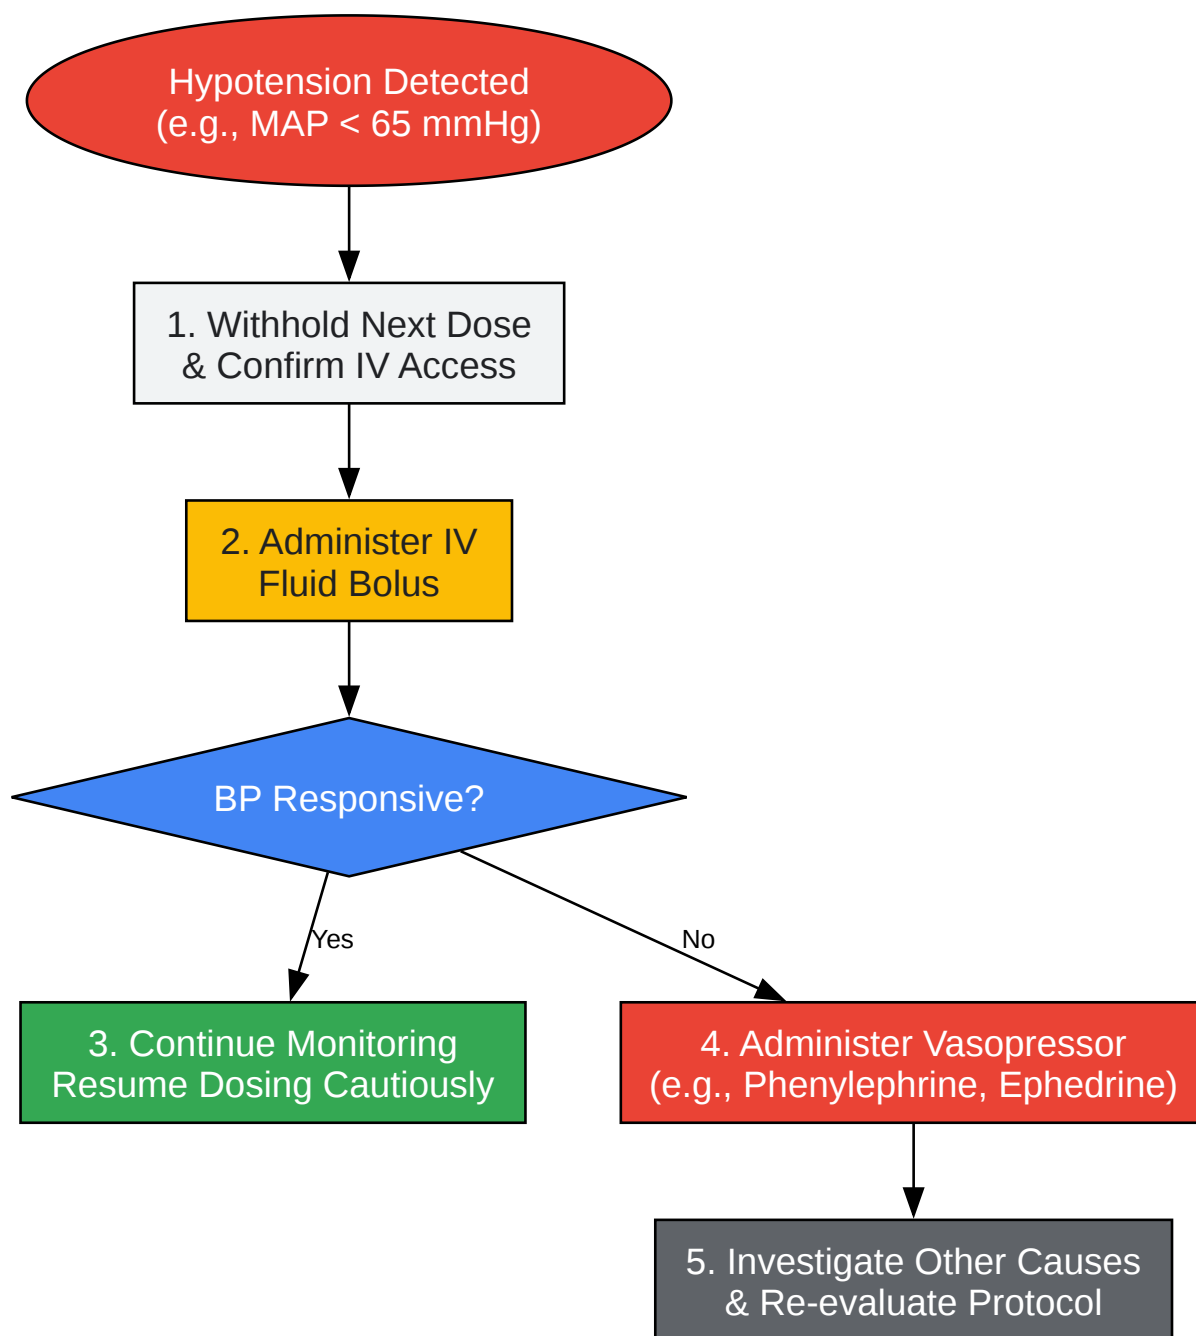 Hypotension Detected
(e.g., MAP < 65 mmHg)
1. Withhold Next Dose
& Confirm IV Access
2. Administer IV
Fluid Bolus
BP Responsive?
Yes
No
3. Continue Monitoring
Resume Dosing Cautiously
4. Administer Vasopressor
(e.g., Phenylephrine, Ephedrine)
5. Investigate Other Causes
& Re-evaluate Protocol